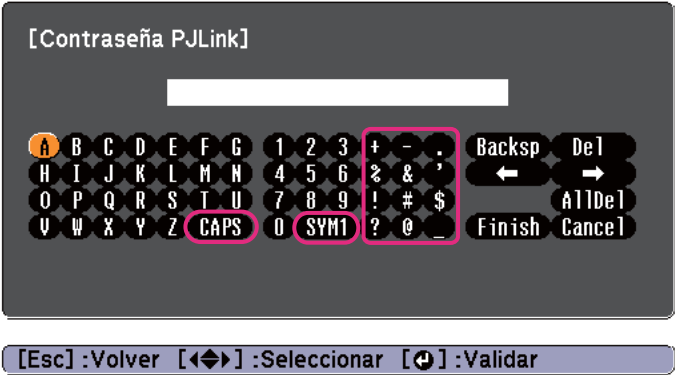 [Contraseña PJLink]
A B C D E F G 1 2 3 + - . Backsp Del
H I J K L M N 4 5 6 % & ' ← →
O P Q R S T U 7 8 9 ! # $ AllDel
V W X Y Z CAPS 0 SYM1 ? @ _ Finish Cancel
[Esc] :Volver [◀◆▶] :Seleccionar [↵] :Validar